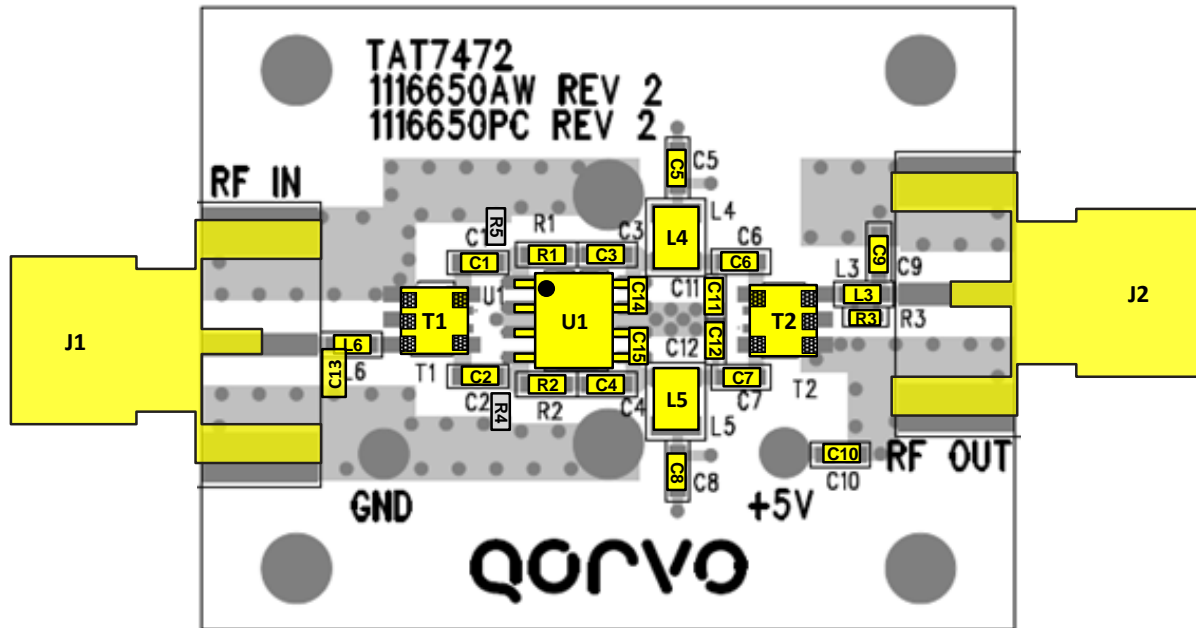 TAT7472
1116650AW REV 2
1116650PC REV 2
C5
C5
RF IN
L4
R5
R1
C3
C1
L4
C6
C9
R1
C3
C1
C6
L3
C9
U1
C14
C11
C11
L3
J1
T1
U1
T2
R3
R3
J2
L6
C15
C12
C12
C13
L6
T1
C2
R2
C4
C7
T2
C2
R4
R2
C4
L5
C7
L5
C10
RF OUT
C8
C8
C10
GND
+5V
QORVO